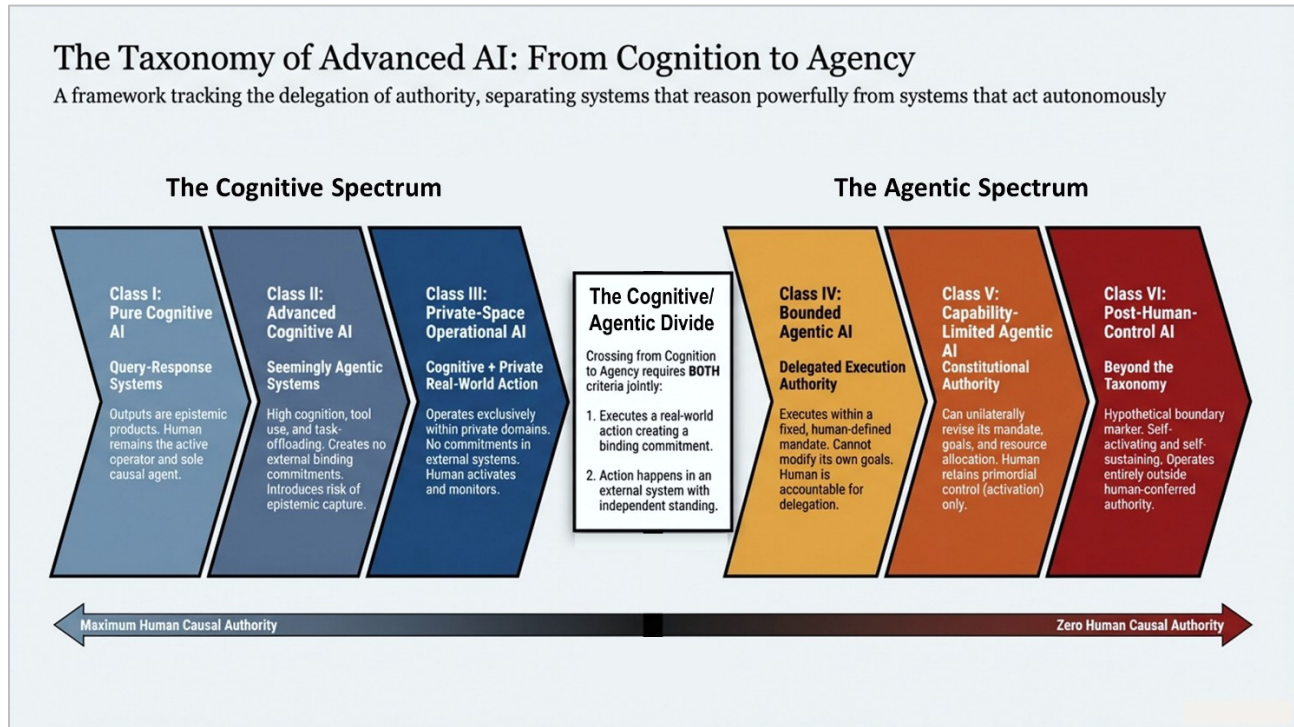 The Taxonomy of Advanced AI: From Cognition to Agency
A framework tracking the delegation of authority, separating systems that reason powerfully from systems that act autonomously
The Cognitive Spectrum
The Agentic Spectrum
Class I:
Pure Cognitive
AI
Query-Response
Systems
Outputs are epistemic
products. Human
remains the active
operator and sole
causal agent.
Class II:
Advanced
Cognitive AI
Seemingly Agentic
Systems
High cognition, tool
use, and task-
offloading. Creates no
external binding
commitments.
Introduces risk of
epistemic capture.
Class III:
Private-Space
Operational AI
Cognitive + Private
Real-World Action
Operates exclusively
within private domains.
No commitments in
external systems.
Human activates
and monitors.
The Cognitive/
Agentic Divide
Crossing from Cognition
to Agency requires BOTH
criteria jointly:
1. Executes a real-world
action creating a
binding commitment.
2. Action happens in an
external system with
independent standing.
Class IV:
Bounded
Agentic AI
Delegated Execution
Authority
Executes within a
fixed, human-defined
mandate. Cannot
modify its own goals.
Human is
accountable for
delegation.
Class V:
Capability-
Limited Agentic
AI
Constitutional
Authority
Can unilaterally
revise its mandate,
goals, and resource
allocation. Human
retains primordial
control (activation)
only.
Class VI:
Post-Human-
Control AI
Beyond the
Taxonomy
Hypothetical boundary
marker. Self-
activating and self-
sustaining. Operates
entirely outside
human-conferred
authority.
Maximum Human Causal Authority
Zero Human Causal Authority